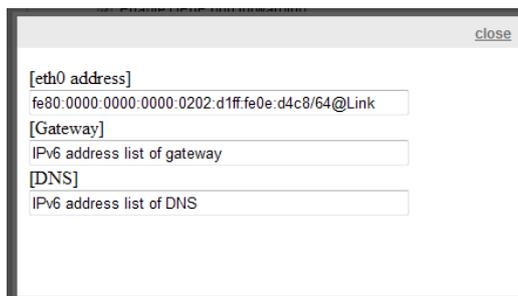 close
[eth0 address]
fe80:0000:0000:0000:0202:d1ff:fe0e:d4c8/64@Link
[Gateway]
IPv6 address list of gateway
[DNS]
IPv6 address list of DNS